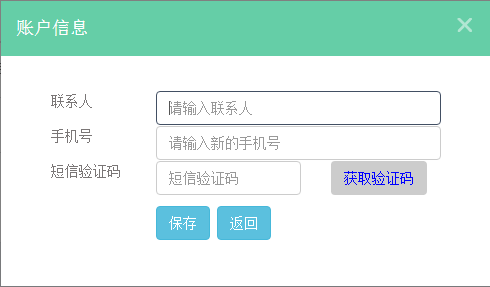 账户信息 ×
联系人 请输入联系人
手机号 请输入新的手机号
短信验证码 短信验证码 获取验证码
保存 返回